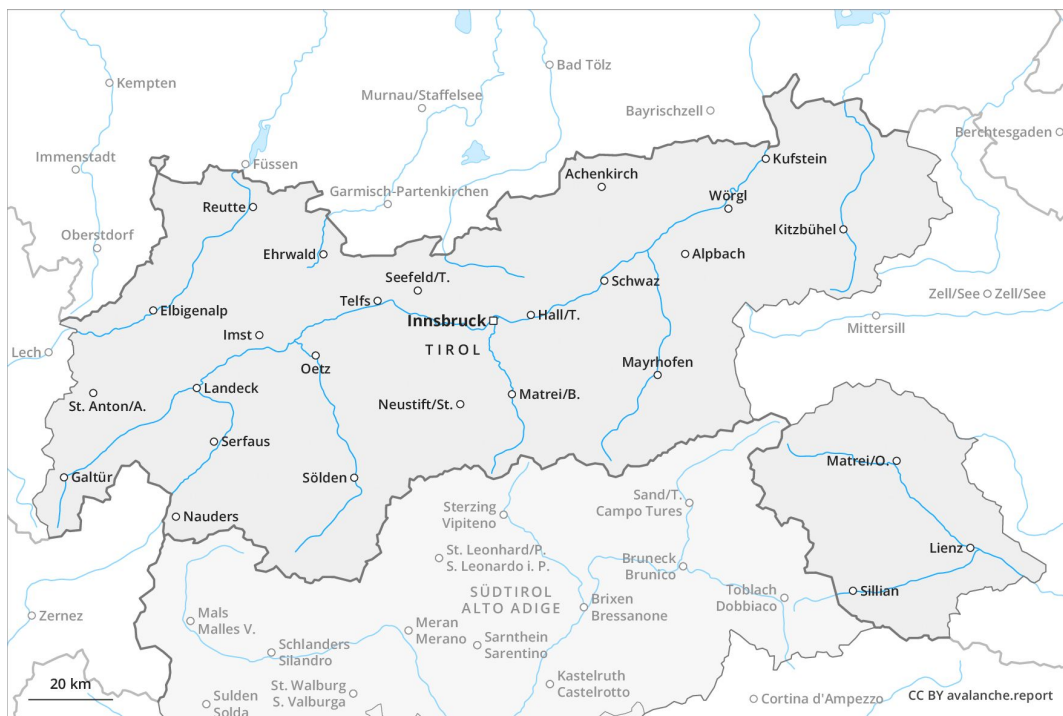 Kempten
Bad Tölz
Murnau/Staffelsee
Bayrischzell
Berchtesgaden
Immenstadt
Füssen
Kufstein
Garmisch-Partenkirchen
Achenkirch
Wörgl
Reutte
Oberstdorf
Kitzbühel
Ehrwald
Alpbach
Seefeld/T.
Schwaz
Zell/See
Zell/See
Telfs
Elbigenalp
Hall/T.
Innsbruck
Mittersill
Imst
TIROL
Lech
Oetz
Mayrhofen
Landeck
St. Anton/A.
Neustift/St.
Matrei/B.
Serfaus
Matrei/O.
Galtür
Sölden
Sand/T.
Campo Tures
Sterzing
Vipiteno
Nauders
Lienz
St. Leonhard/P.
S. Leonardo i. P.
Bruneck
Brunico
SÜDTIROL
ALTO ADIGE
Sillian
Toblach
Dobbiaco
Brixen
Bressanone
Zernez
Mals
Malles V.
Meran
Merano
Sarnthein
Sarentino
Schlanders
Silandro
Kastelruth
Castelrotto
20 km
St. Walburg
S. Valburga
Sulden
Solda
Cortina d'Ampezzo
CC BY avalanche.report